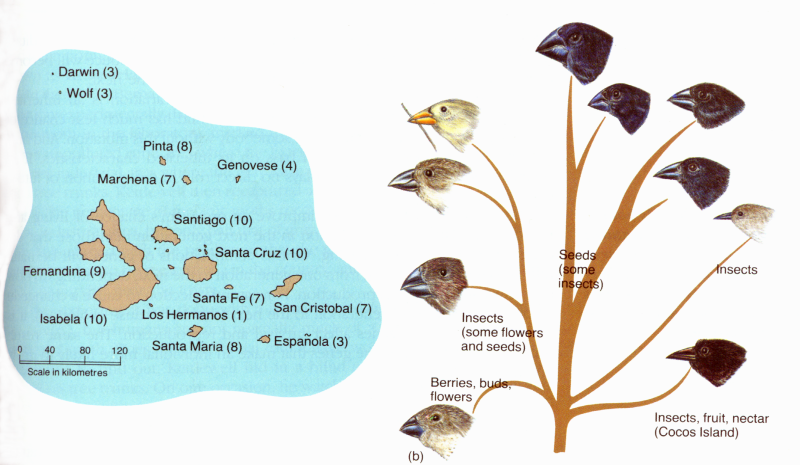 Darwin (3)
Wolf (3)
Pinta (8)
Genovese (4)
Marchena (7)
Santiago (10)
Santa Cruz (10)
Fernandina (9)
Santa Fe (7)
San Cristobal (7)
Los Hermanos (1)
Isabela (10)
Santa Maria (8)
Española (3)
0 40 80 120
Scale in kilometres
Seeds
(some
insects)
Insects
Insects
(some flowers
and seeds)
Berries, buds,
flowers
Insects, fruit, nectar
(Cocos Island)
(b)